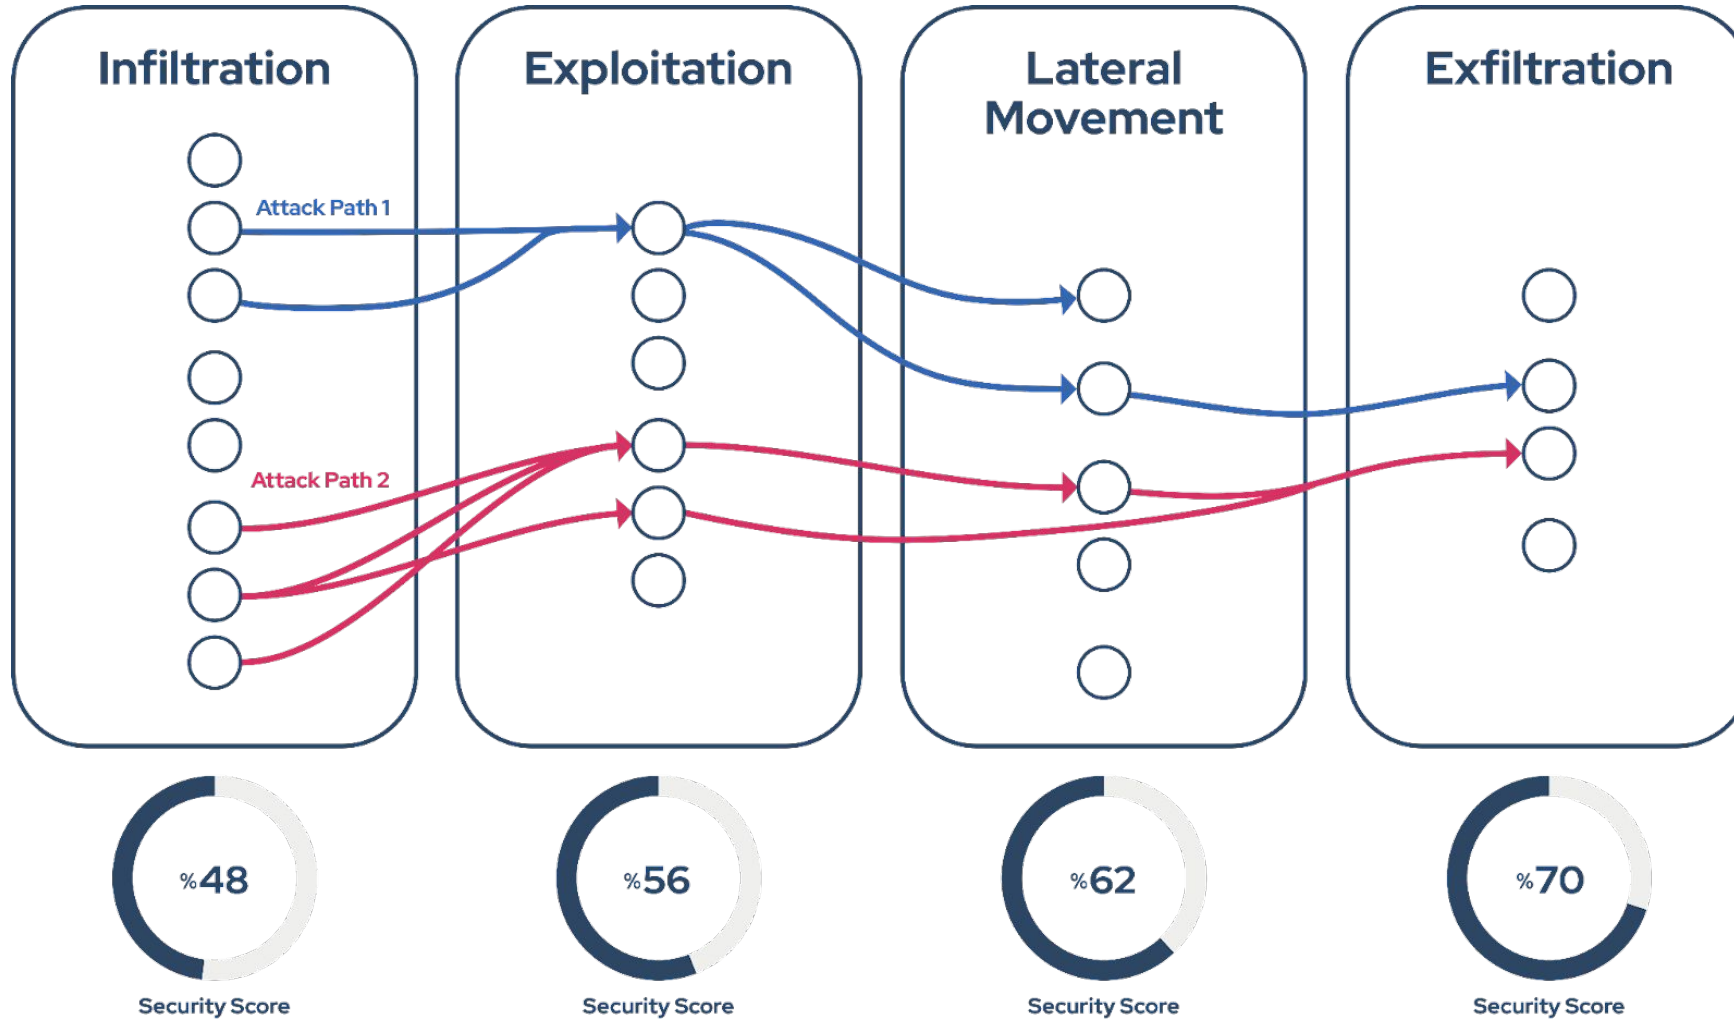 Infiltration
Exploitation
Lateral
Movement
Exfiltration
Attack Path 1
Attack Path 2
%48
%56
%62
%70
Security Score
Security Score
Security Score
Security Score